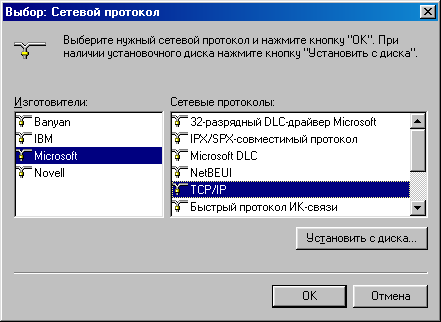 Выбор: Сетевой протокол
Выберите нужный сетевой протокол и нажмите кнопку "ОК". При
наличии установочного диска нажмите кнопку "Установить с диска".
Изготовители:
Banyan
IBM
Microsoft
Novell
Сетевые протоколы:
32-разрядный DLC-драйвер Microsoft
IPX/SPX-совместимый протокол
Microsoft DLC
NetBEUI
TCP/IP
Быстрый протокол ИК-связи
Установить с диска...
ОК
Отмена